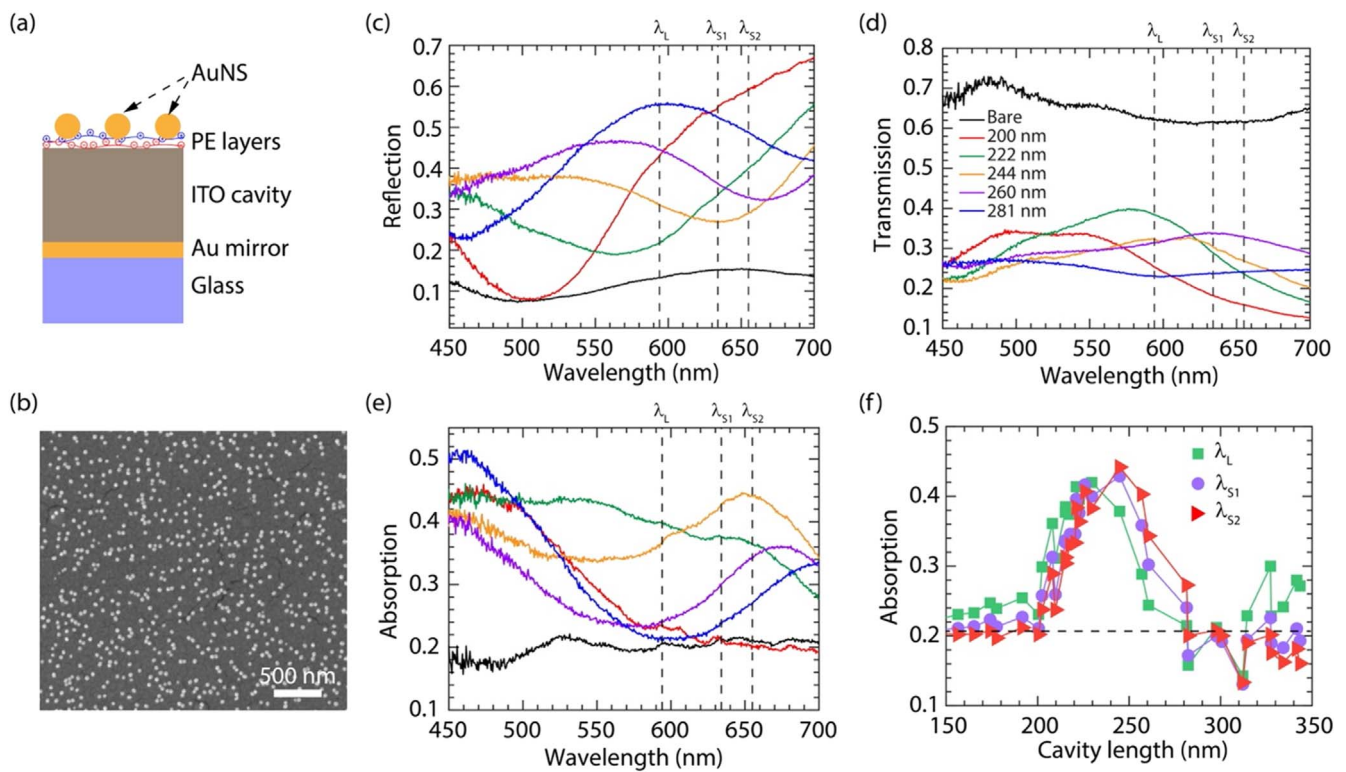 (a)
AuNS
PE layers
ITO cavity
Au mirror
Glass
(b)
500 nm
(c)
λL λS1 λS2
0.7
0.6
0.5
0.4
0.3
0.2
0.1
Reflection
450 500 550 600 650 700
Wavelength (nm)
(d)
λL λS1 λS2
0.8
0.7
0.6
0.5
0.4
0.3
0.2
0.1
Transmission
Bare
200 nm
222 nm
244 nm
260 nm
281 nm
450 500 550 600 650 700
Wavelength (nm)
(e)
λL λS1 λS2
0.5
0.4
0.3
0.2
0.1
Absorption
450 500 550 600 650 700
Wavelength (nm)
(f)
0.5
0.4
0.3
0.2
0.1
Absorption
λL
λS1
λS2
150 200 250 300 350
Cavity length (nm)